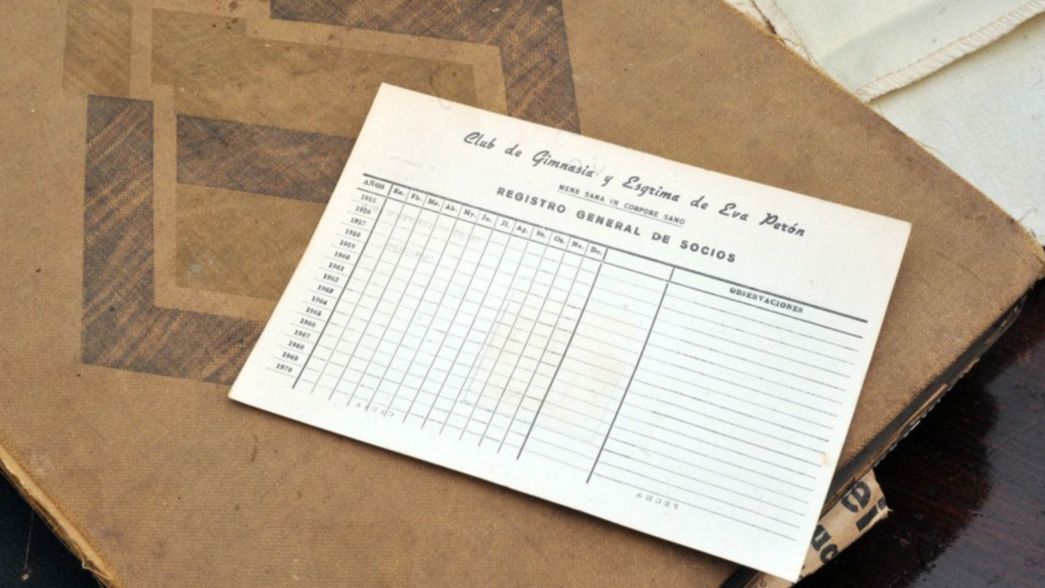 Club de Gimnasia y Esgrima de Eva Perón
MENS SANA IN CORPORE SANO
REGISTRO GENERAL DE SOCIOS
AÑOS En. Fb. Mz. Ab. My. Jn. Jl. Ag. St. Ot. Nv. Dc.
OBSERVACIONES
1955
1956
1957
1958
1959
1960
1961
1962
1963
1964
1965
1966
1967
1968
1969
1970
FECHA